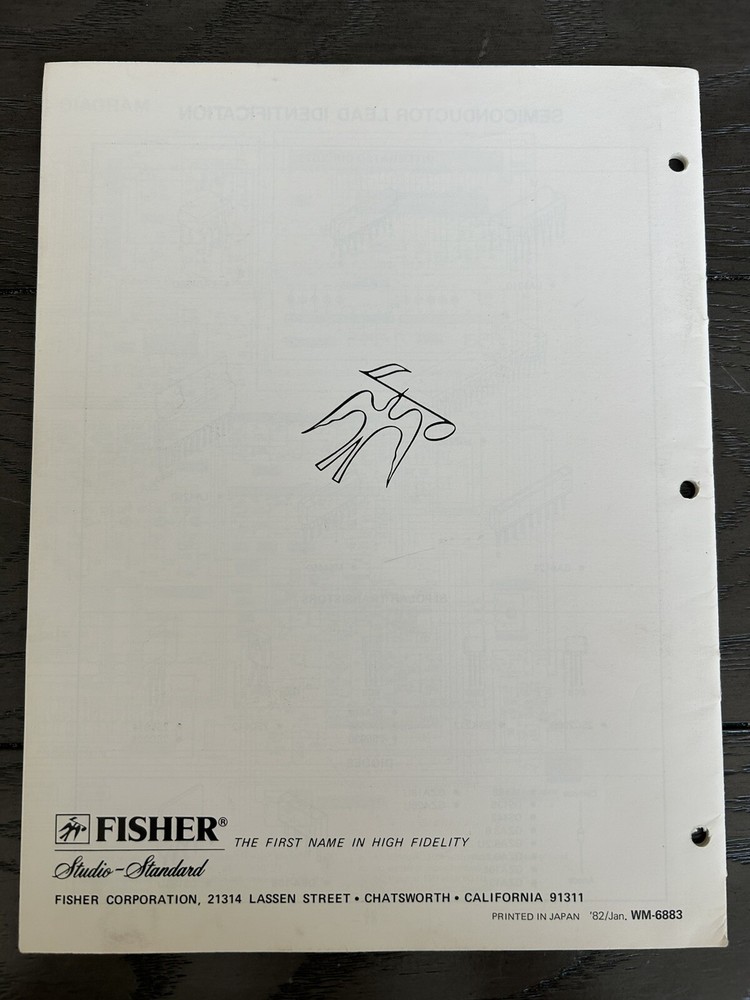 FISHER®
THE FIRST NAME IN HIGH FIDELITY
Studio-Standard
FISHER CORPORATION, 21314 LASSEN STREET • CHATSWORTH • CALIFORNIA 91311
PRINTED IN JAPAN '82/Jan. WM-6883